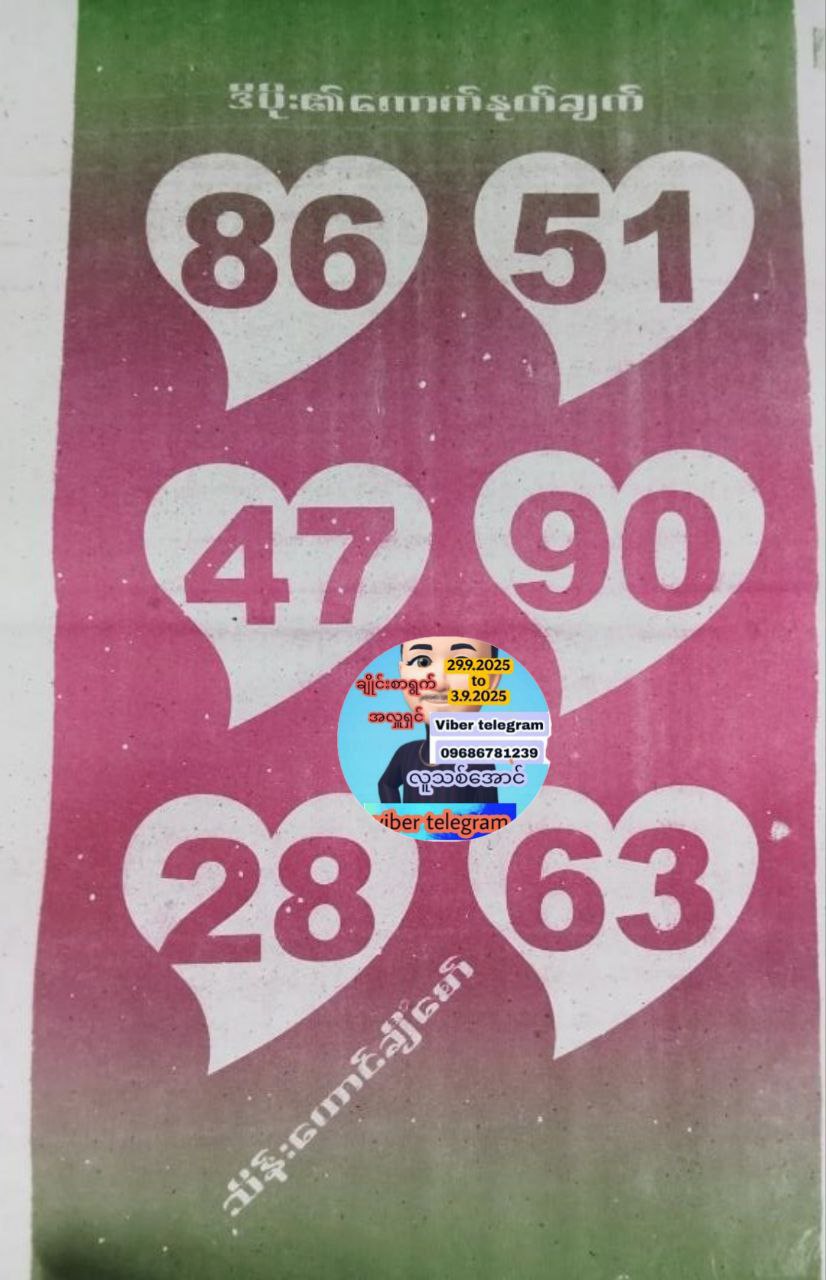 ဒီပိုး၏ကောက်နုတ်ချက်
86 51
47 90
29.9.2025
to
3.9.2025
ချိုင်းစာရွက်
အလှူရှင်
Viber telegram
09686781239
လူသစ်အောင်
viber telegram
28 63
သိန်းထောင်ချီစော်